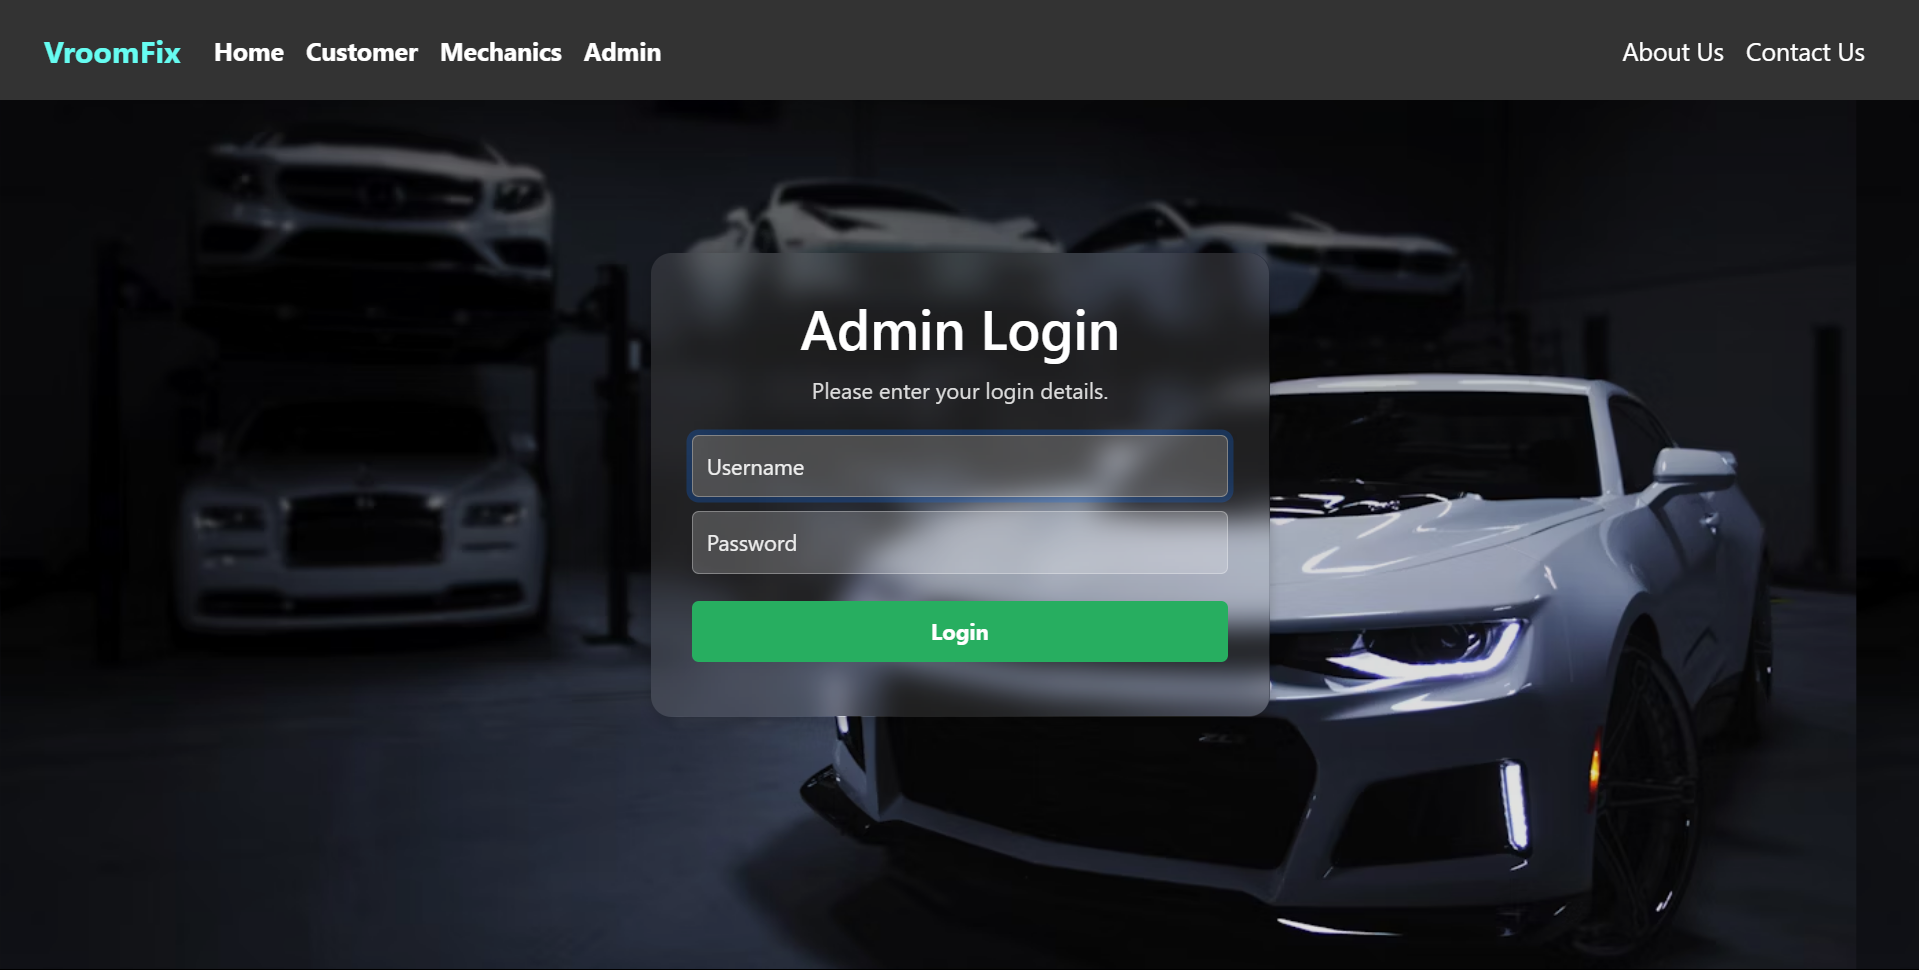 VroomFix Home Customer Mechanics Admin About Us Contact Us
Admin Login
Please enter your login details.
Username
Password
Login